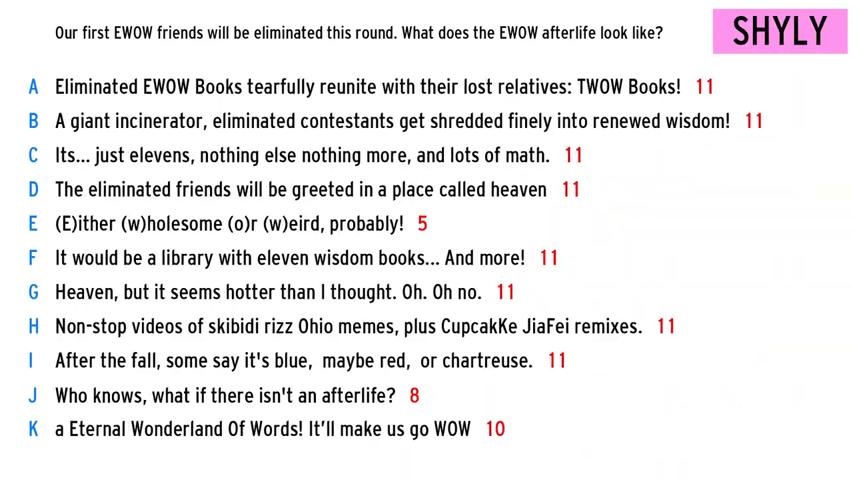 Our first EWOW friends will be eliminated this round. What does the EWOW afterlife look like?
SHYLY
A Eliminated EWOW Books tearfully reunite with their lost relatives: TWOW Books! 11
B A giant incinerator, eliminated contestants get shredded finely into renewed wisdom! 11
C Its... just elevens, nothing else nothing more, and lots of math. 11
D The eliminated friends will be greeted in a place called heaven 11
E (E)ither (w)holesome (o)r (w)eird, probably! 5
F It would be a library with eleven wisdom books... And more! 11
G Heaven, but it seems hotter than I thought. Oh. Oh no. 11
H Non-stop videos of skibidi rizz Ohio memes, plus CupcakKe JiaFei remixes. 11
I After the fall, some say it's blue, maybe red, or chartreuse. 11
J Who knows, what if there isn't an afterlife? 8
K a Eternal Wonderland Of Words! It’ll make us go WOW 10